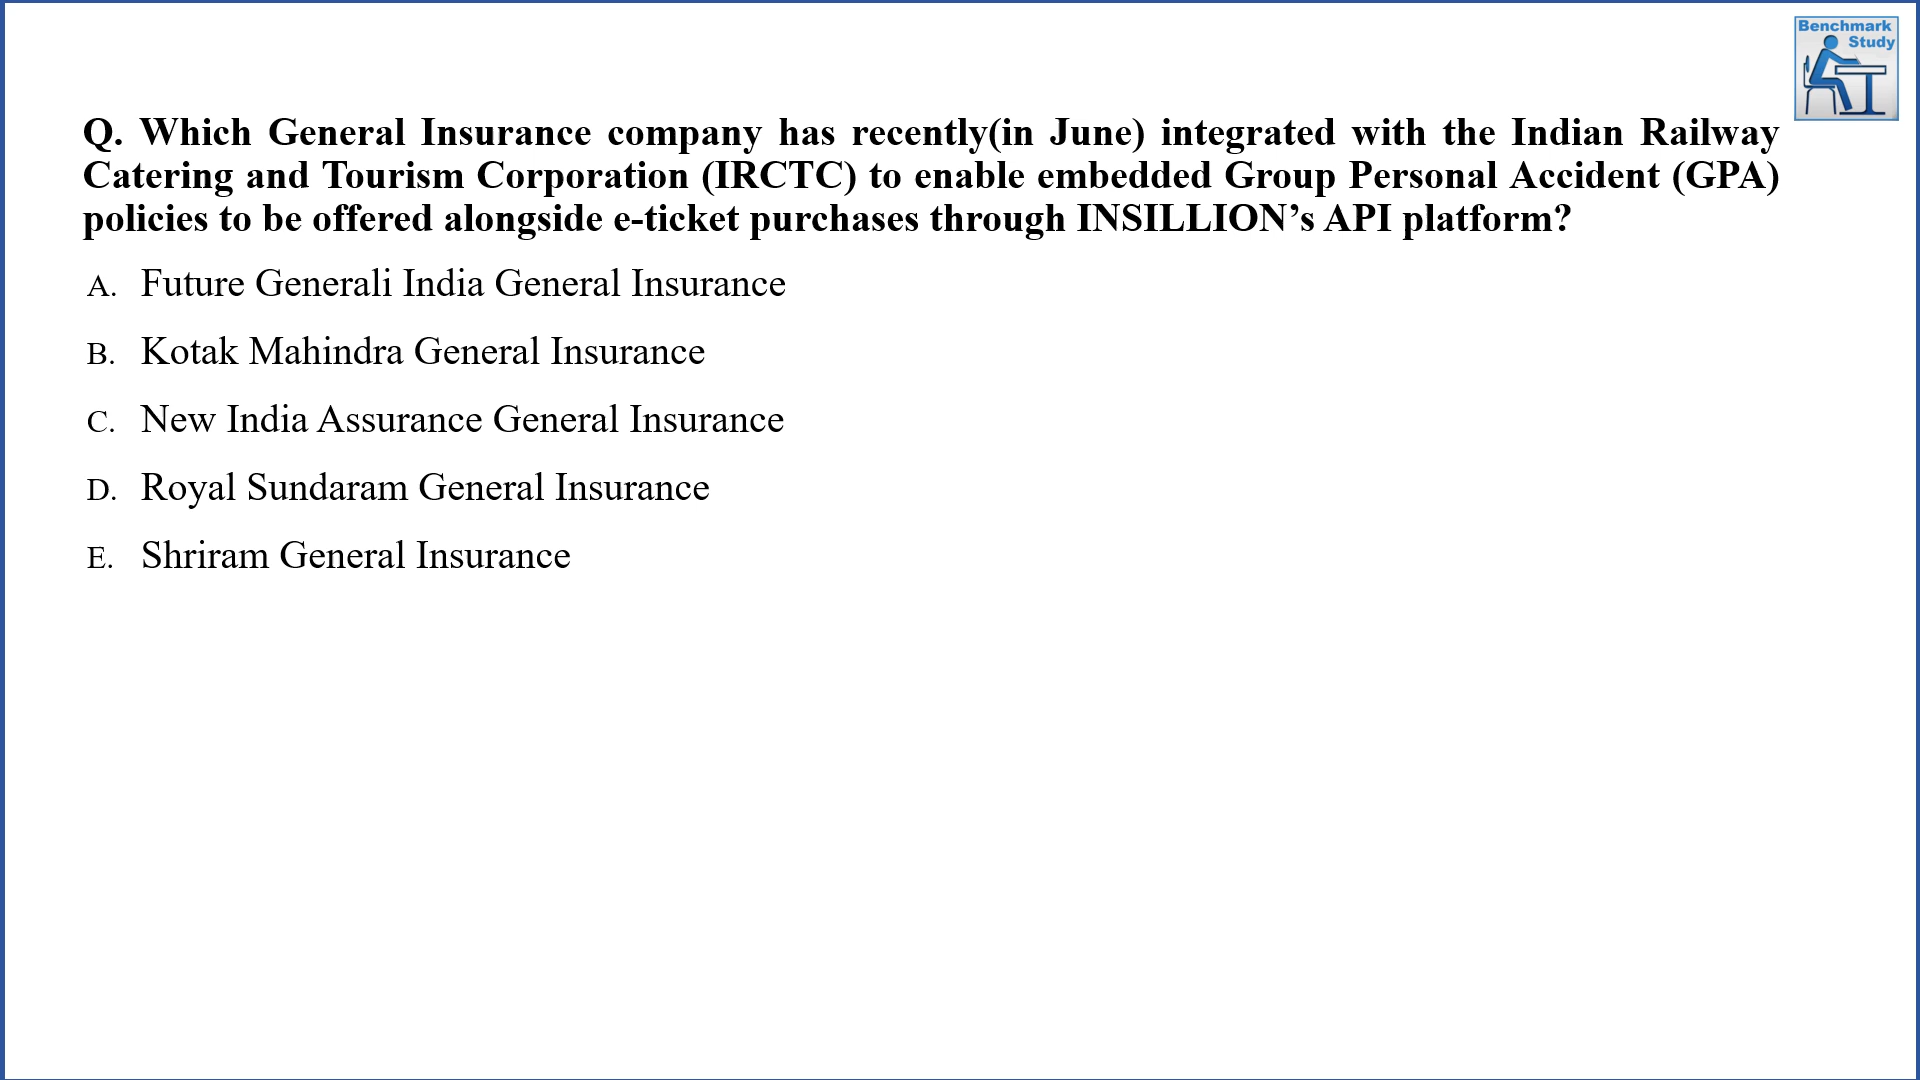 Benchmark
Study
Q. Which General Insurance company has recently(in June) integrated with the Indian Railway
Catering and Tourism Corporation (IRCTC) to enable embedded Group Personal Accident (GPA)
policies to be offered alongside e-ticket purchases through INSILLION’s API platform?
A. Future Generali India General Insurance
B. Kotak Mahindra General Insurance
C. New India Assurance General Insurance
D. Royal Sundaram General Insurance
E. Shriram General Insurance